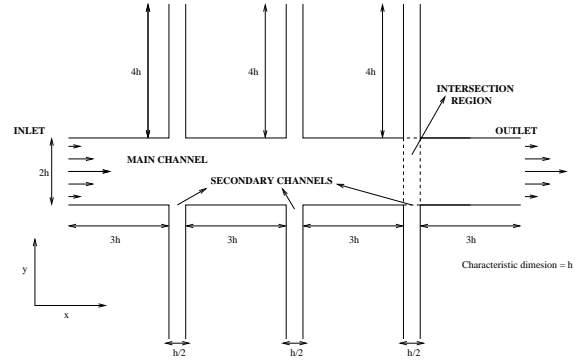 4h
4h
4h
INTERSECTION
REGION
INLET
OUTLET
MAIN CHANNEL
2h
SECONDARY CHANNELS
3h
3h
3h
3h
Characteristic dimesion = h
y
x
h/2
h/2
h/2